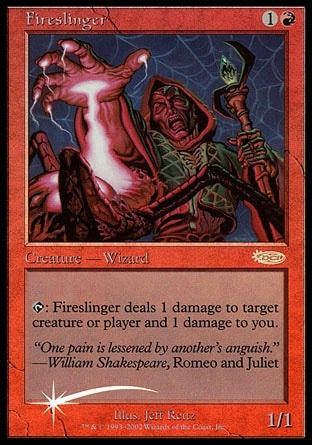 Fireslinger 1
Creature — Wizard
DCI
: Fireslinger deals 1 damage to target
creature or player and 1 damage to you.
"One pain is lessened by another's anguish."
—William Shakespeare, Romeo and Juliet
Illus. Jeff Reitz
™ & © 1993–2002 Wizards of the Coast, Inc.
1/1